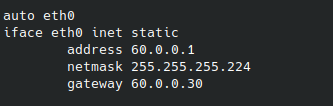 auto eth0
iface eth0 inet static
        address 60.0.0.1
        netmask 255.255.255.224
        gateway 60.0.0.30